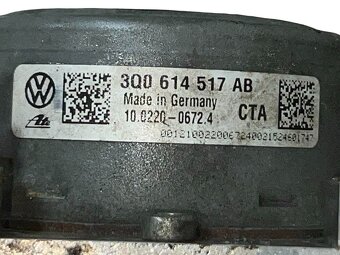 3Q0 614 517 AB
Made in Germany
10.0220-0672.4 CTA
Ate